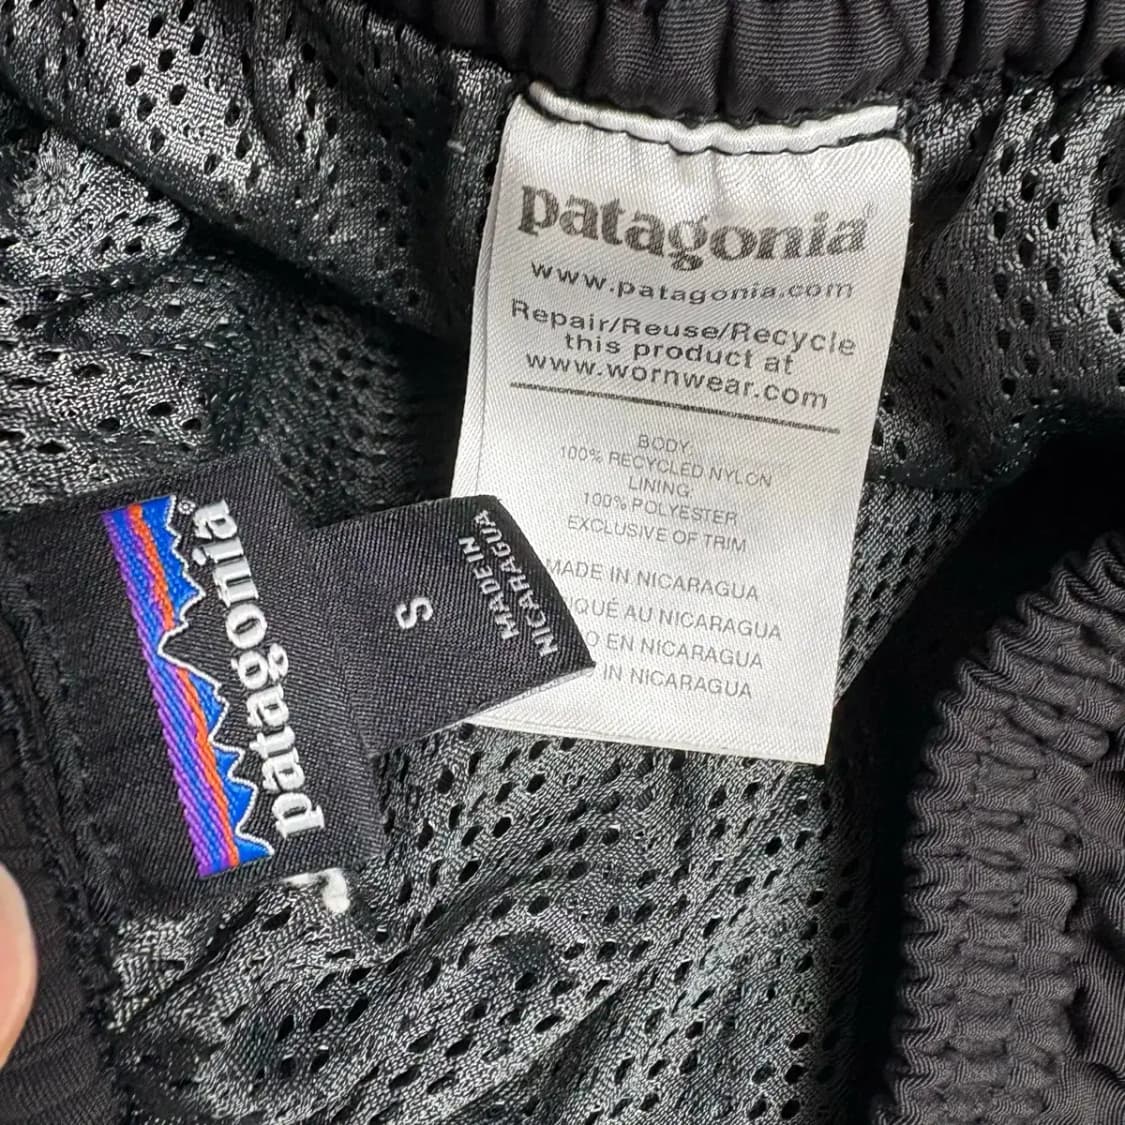 patagonia®
www.patagonia.com
Repair/Reuse/Recycle
this product at
www.wornwear.com
BODY:
100% RECYCLED NYLON
LINING:
100% POLYESTER
EXCLUSIVE OF TRIM
MADE IN NICARAGUA
QUÉ AU NICARAGUA
O EN NICARAGUA
IN NICARAGUA
patagonia®
S
MADE IN
NICARAGUA